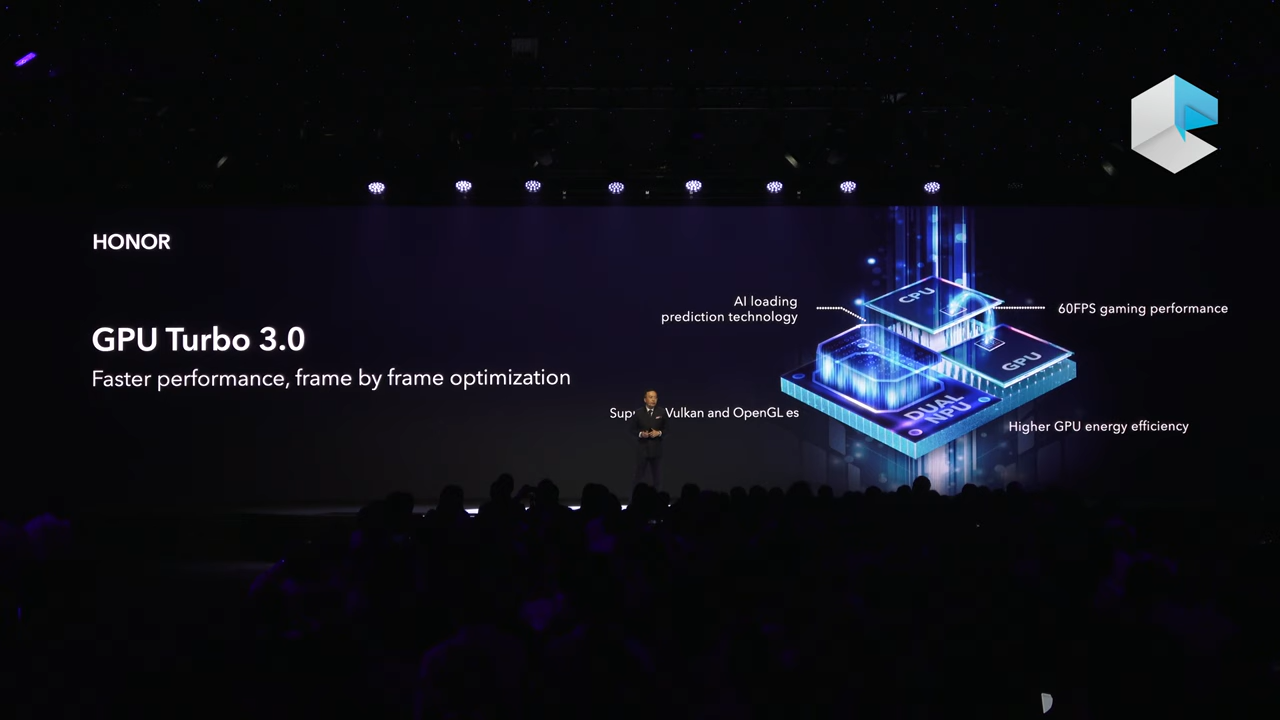 HONOR
GPU Turbo 3.0
Faster performance, frame by frame optimization
AI loading
prediction technology
60FPS gaming performance
CPU
GPU
DUAL
NPU
Vulkan and OpenGL es
Higher GPU energy efficiency